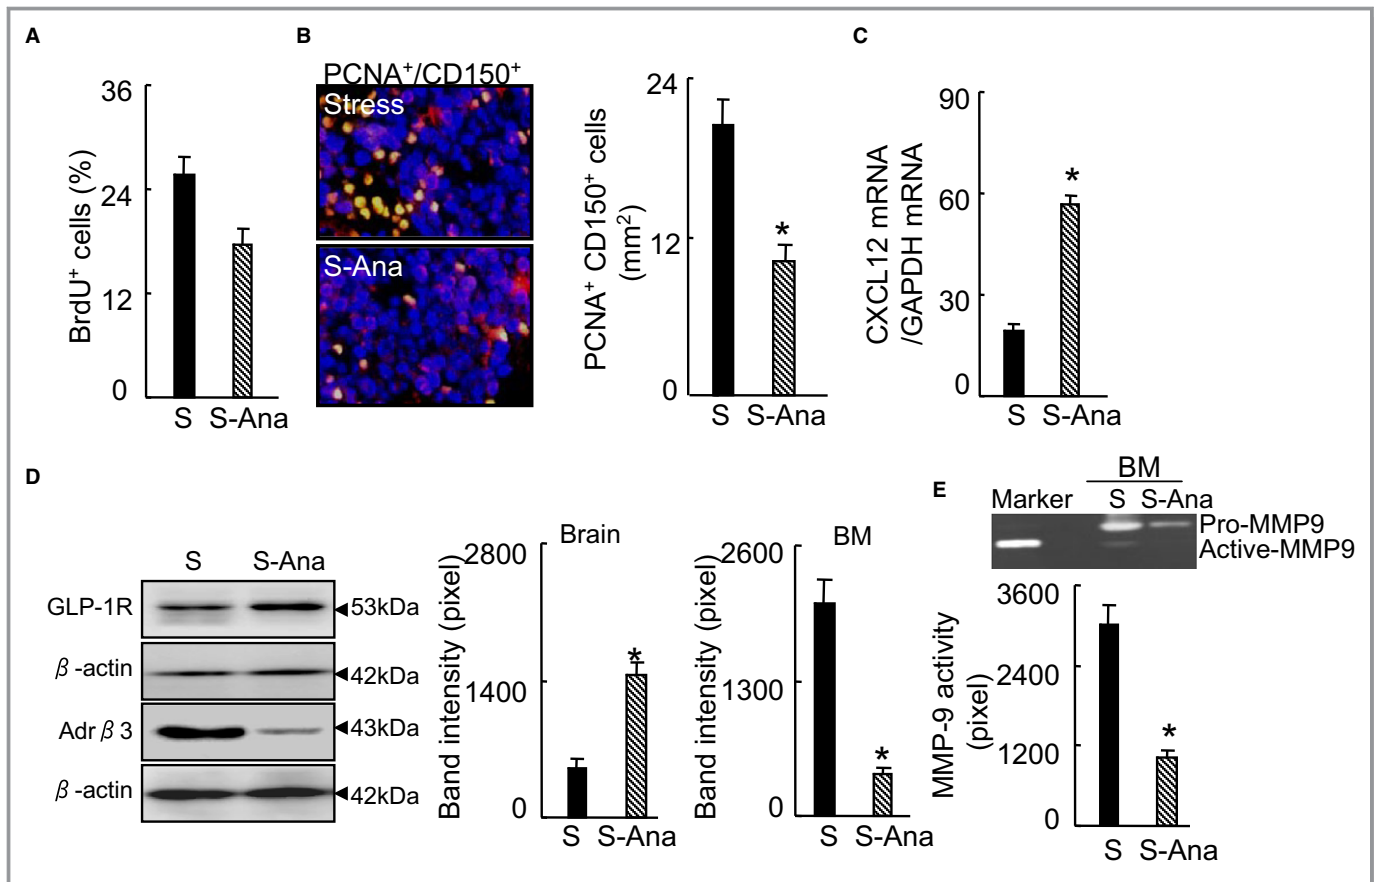 A
BrdU⁺ cells (%)
36
24
12
0
S S-Ana
B
PCNA⁺/CD150⁺
Stress
S-Ana
PCNA⁺ CD150⁺ cells
(mm²)
24
12
0
S S-Ana
*
C
CXCL12 mRNA
/GAPDH mRNA
90
60
30
0
S S-Ana
*
D
S S-Ana
GLP-1R 53kDa
β-actin 42kDa
Adrβ3 43kDa
β-actin 42kDa
Brain
Band intensity (pixel)
2800
1400
0
S S-Ana
*
BM
Band intensity (pixel)
2600
1300
0
S S-Ana
*
E
BM
Marker S S-Ana
Pro-MMP9
Active-MMP9
MMP-9 activity
(pixel)
3600
2400
1200
0
S S-Ana
*